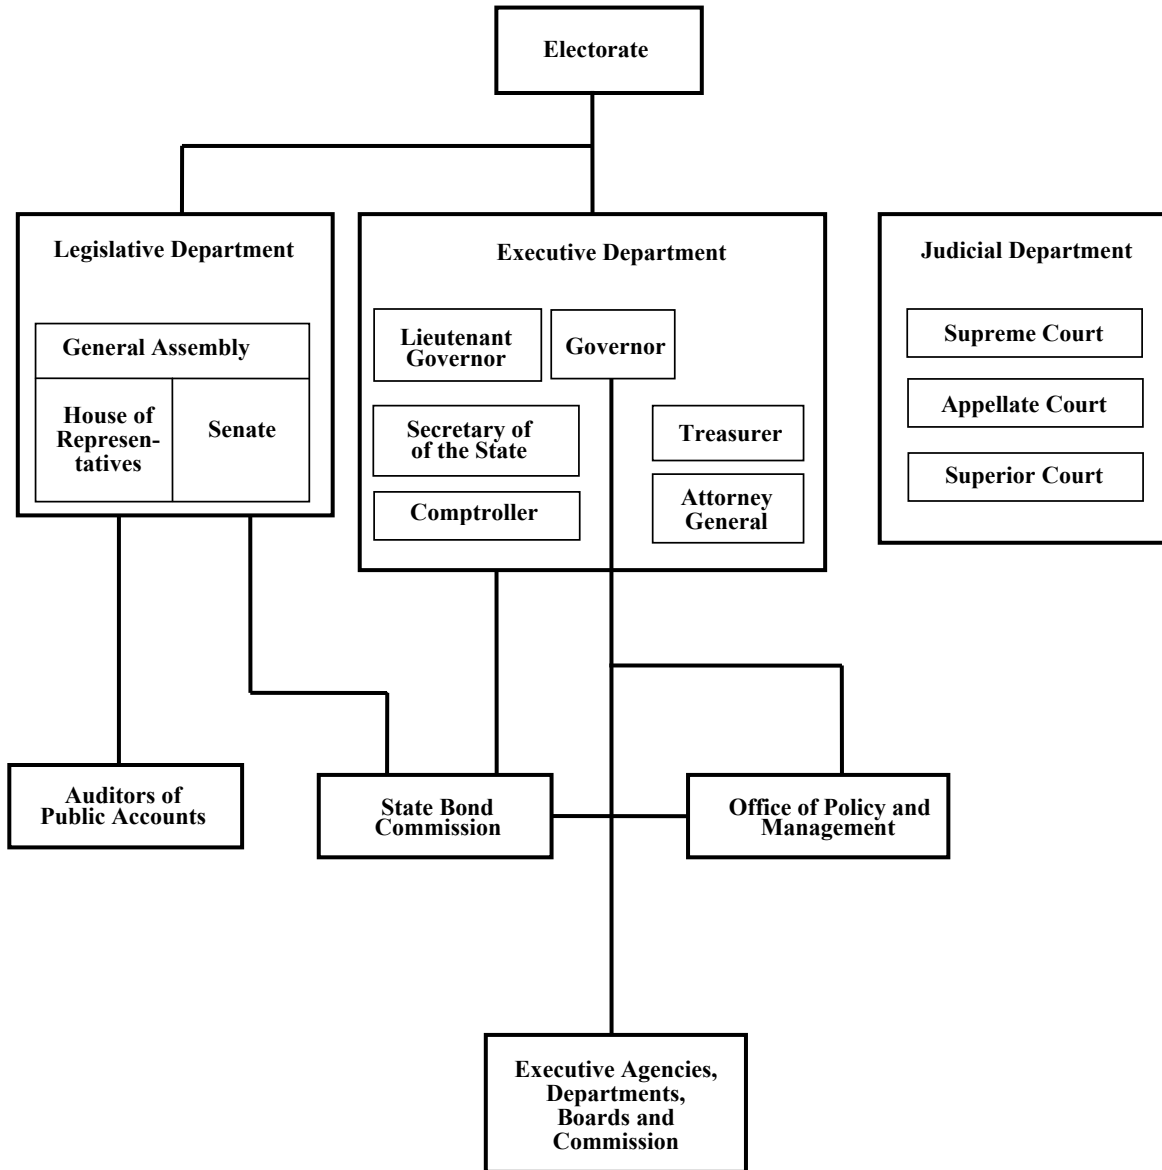 Electorate
Legislative Department
General Assembly
House of
Represen-
tatives
Senate
Executive Department
Lieutenant
Governor
Governor
Secretary of
of the State
Treasurer
Comptroller
Attorney
General
Judicial Department
Supreme Court
Appellate Court
Superior Court
Auditors of
Public Accounts
State Bond
Commission
Office of Policy and
Management
Executive Agencies,
Departments,
Boards and
Commission